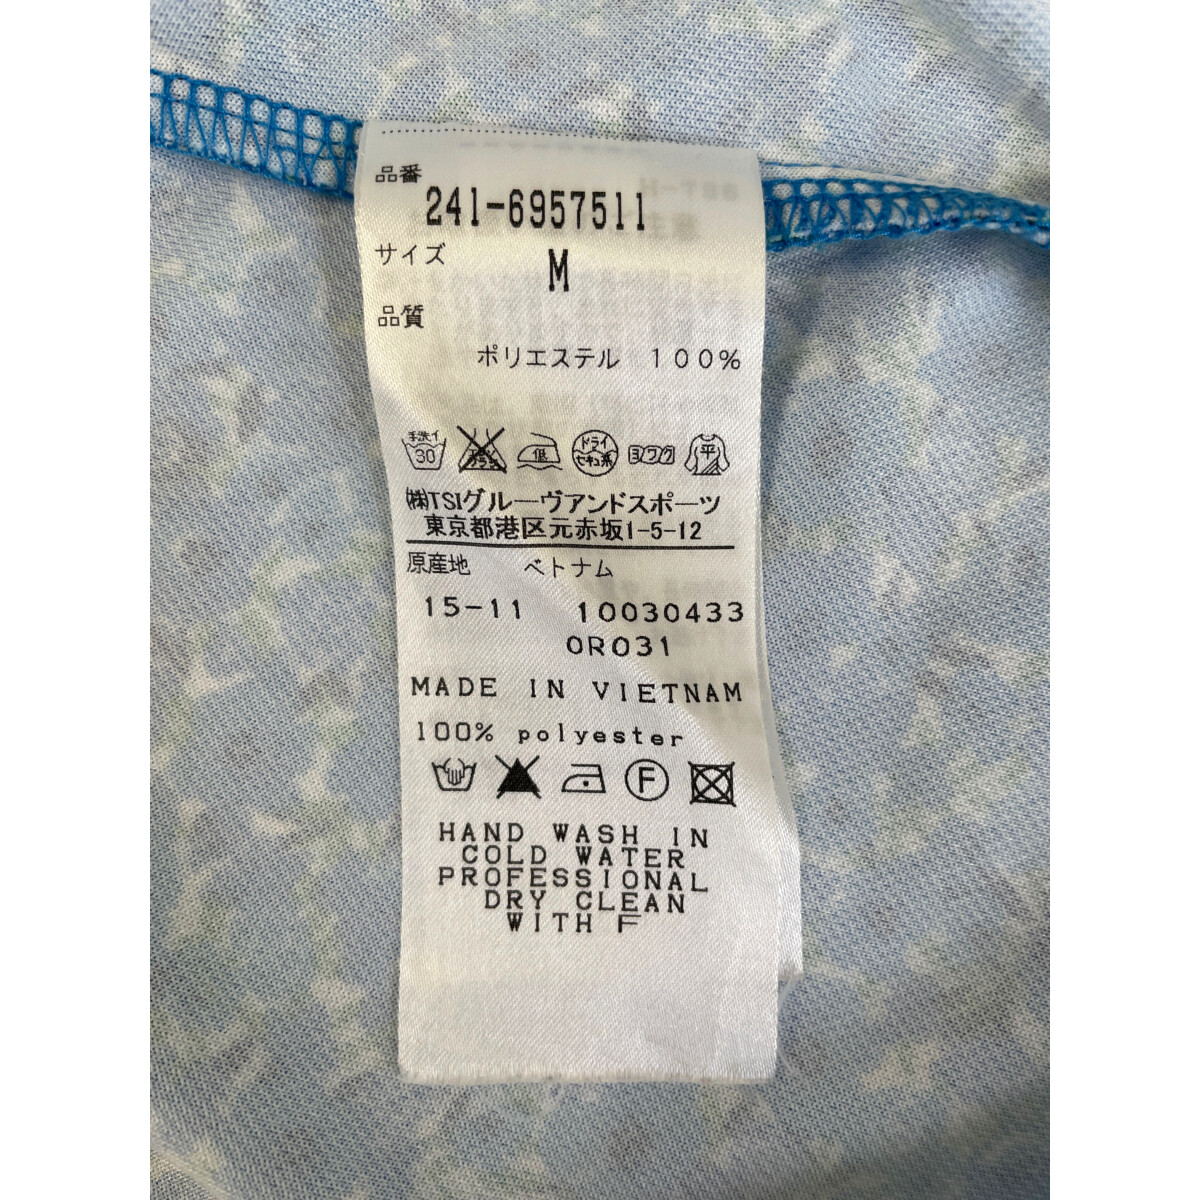 品番
241-6957511
サイズ M
品質
ポリエステル 100%
手洗イ 30 低 ドライ セキユ系 ヨワク 平
㈱TSIグルーヴアンドスポーツ
東京都港区元赤坂1-5-12
原産地 ベトナム
15-11 10030433
0R031
MADE IN VIETNAM
100% polyester
F
HAND WASH IN
COLD WATER
PROFESSIONAL
DRY CLEAN
WITH F